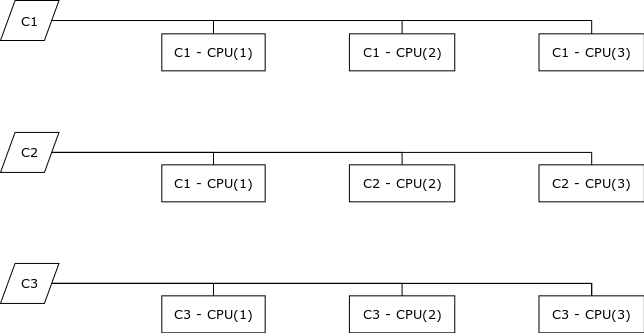 C1
C1 - CPU(1)
C1 - CPU(2)
C1 - CPU(3)
C2
C1 - CPU(1)
C2 - CPU(2)
C2 - CPU(3)
C3
C3 - CPU(1)
C3 - CPU(2)
C3 - CPU(3)